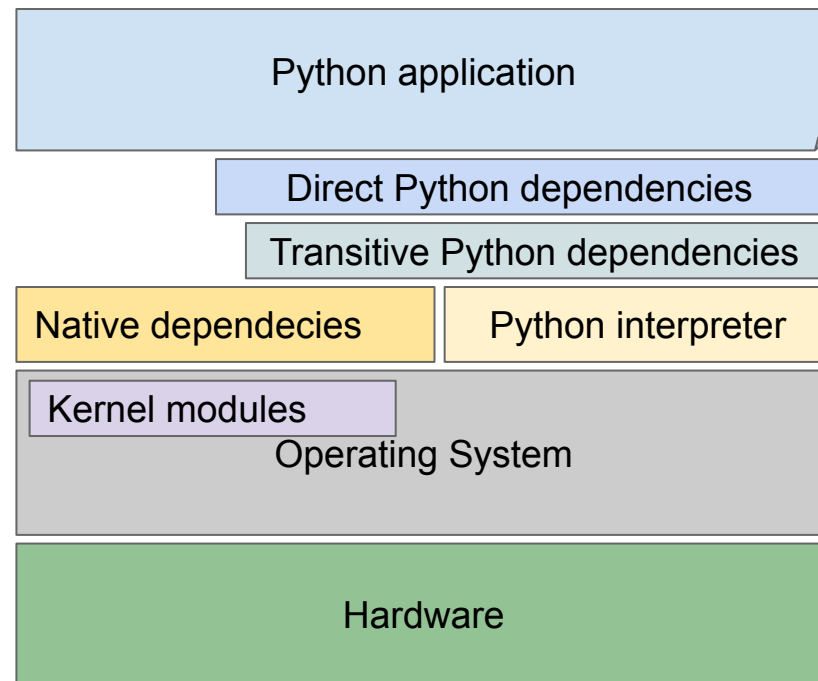 Python application
Direct Python dependencies
Transitive Python dependencies
Native dependecies
Python interpreter
Kernel modules
Operating System
Hardware